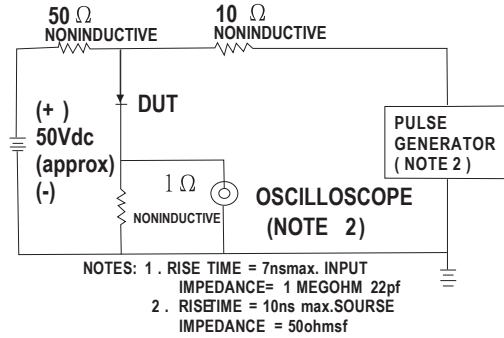 50 Ω
NONINDUCTIVE
10 Ω
NONINDUCTIVE
(+ )
50Vdc
(approx)
(-)
DUT
PULSE
GENERATOR
( NOTE 2 )
1 Ω
NONINDUCTIVE
OSCILLOSCOPE
(NOTE 2)
NOTES: 1 . RISE TIME = 7nsmax. INPUT
IMPEDANCE= 1 MEGOHM 22pf
2 . RISETIME = 10ns max.SOURSE
IMPEDANCE = 50ohmsf